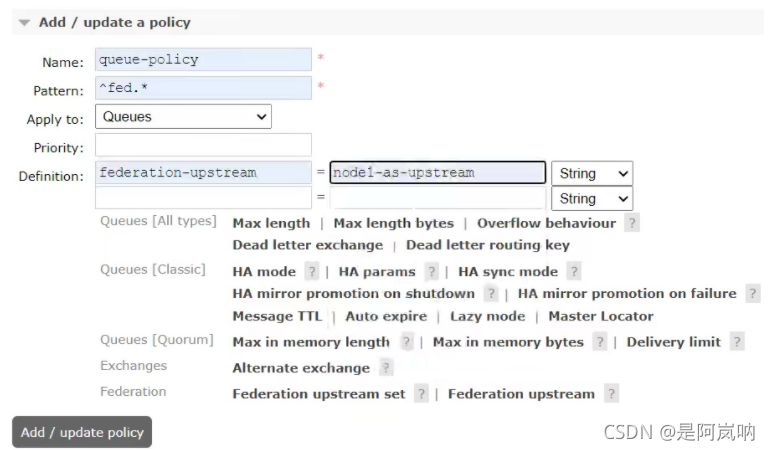 Add / update a policy
Name: queue-policy *
Pattern: ^fed.* *
Apply to: Queues
Priority:
Definition: federation-upstream = node1-as-upstream String
= String
Queues [All types] Max length | Max length bytes | Overflow behaviour ?
Dead letter exchange | Dead letter routing key
Queues [Classic] HA mode ? | HA params ? | HA sync mode ?
HA mirror promotion on shutdown ? | HA mirror promotion on failure ?
Message TTL | Auto expire | Lazy mode | Master Locator
Queues [Quorum] Max in memory length ? | Max in memory bytes ? | Delivery limit ?
Exchanges Alternate exchange ?
Federation Federation upstream set ? | Federation upstream ?
Add / update policy
CSDN @是阿岚呐